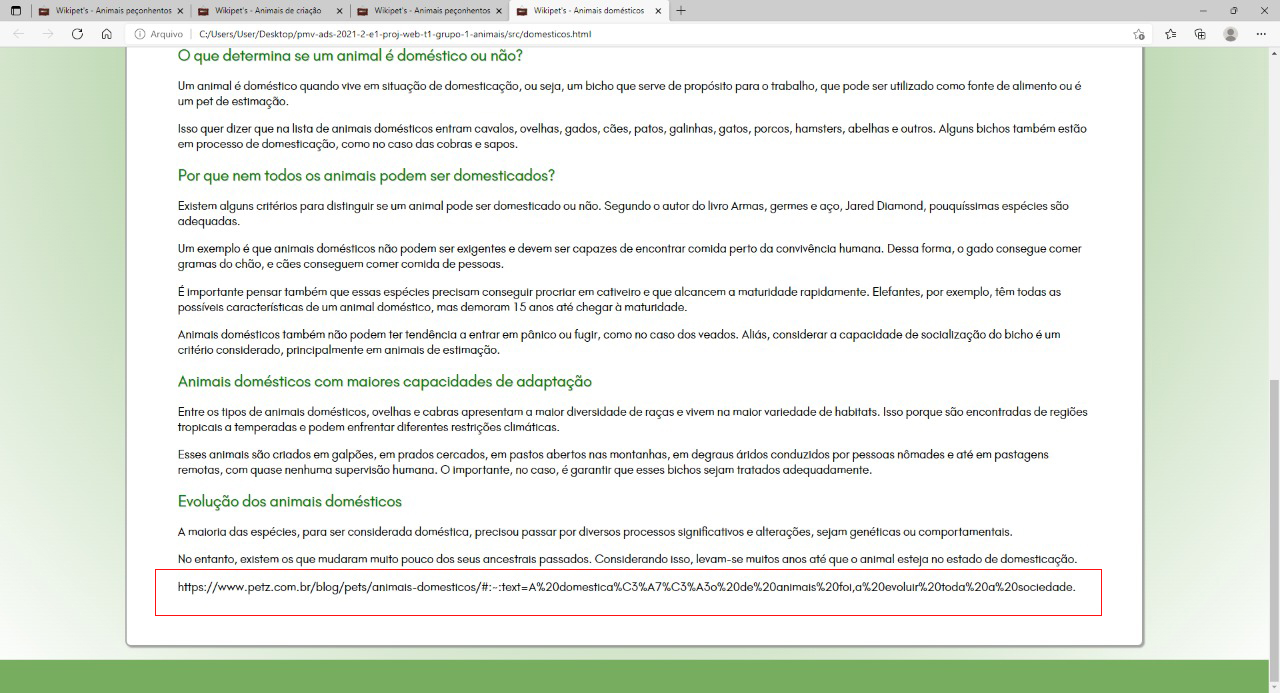 Wikipet's - Animais peçonhentos
Wikipet's - Animais de criação
Wikipet's - Animais peçonhentos
Wikipet's - Animais domésticos
Arquivo
C:/Users/User/Desktop/pmv-ads-2021-2-e1-proj-web-t1-grupo-1-animais/src/domesticos.html
O que determina se um animal é doméstico ou não?
Um animal é doméstico quando vive em situação de domesticação, ou seja, um bicho que serve de propósito para o trabalho, que pode ser utilizado como fonte de alimento ou é
um pet de estimação.
Isso quer dizer que na lista de animais domésticos entram cavalos, ovelhas, gados, cães, patos, galinhas, gatos, porcos, hamsters, abelhas e outros. Alguns bichos também estão
em processo de domesticação, como no caso das cobras e sapos.
Por que nem todos os animais podem ser domesticados?
Existem alguns critérios para distinguir se um animal pode ser domesticado ou não. Segundo o autor do livro Armas, germes e aço, Jared Diamond, pouquíssimas espécies são
adequadas.
Um exemplo é que animais domésticos não podem ser exigentes e devem ser capazes de encontrar comida perto da convivência humana. Dessa forma, o gado consegue comer
gramas do chão, e cães conseguem comer comida de pessoas.
É importante pensar também que essas espécies precisam conseguir procriar em cativeiro e que alcancem a maturidade rapidamente. Elefantes, por exemplo, têm todas as
possíveis características de um animal doméstico, mas demoram 15 anos até chegar à maturidade.
Animais domésticos também não podem ter tendência a entrar em pânico ou fugir, como no caso dos veados. Aliás, considerar a capacidade de socialização do bicho é um
critério considerado, principalmente em animais de estimação.
Animais domésticos com maiores capacidades de adaptação
Entre os tipos de animais domésticos, ovelhas e cabras apresentam a maior diversidade de raças e vivem na maior variedade de habitats. Isso porque são encontradas de regiões
tropicais a temperadas e podem enfrentar diferentes restrições climáticas.
Esses animais são criados em galpões, em prados cercados, em pastos abertos nas montanhas, em degraus áridos conduzidos por pessoas nômades e até em pastagens
remotas, com quase nenhuma supervisão humana. O importante, no caso, é garantir que esses bichos sejam tratados adequadamente.
Evolução dos animais domésticos
A maioria das espécies, para ser considerada doméstica, precisou passar por diversos processos significativos e alterações, sejam genéticas ou comportamentais.
No entanto, existem os que mudaram muito pouco dos seus ancestrais passados. Considerando isso, levam-se muitos anos até que o animal esteja no estado de domesticação.
https://www.petz.com.br/blog/pets/animais-domesticos/#:~:text=A%20domestica%C3%A7%C3%A3o%20de%20animais%20foi,a%20evoluir%20toda%20a%20sociedade.